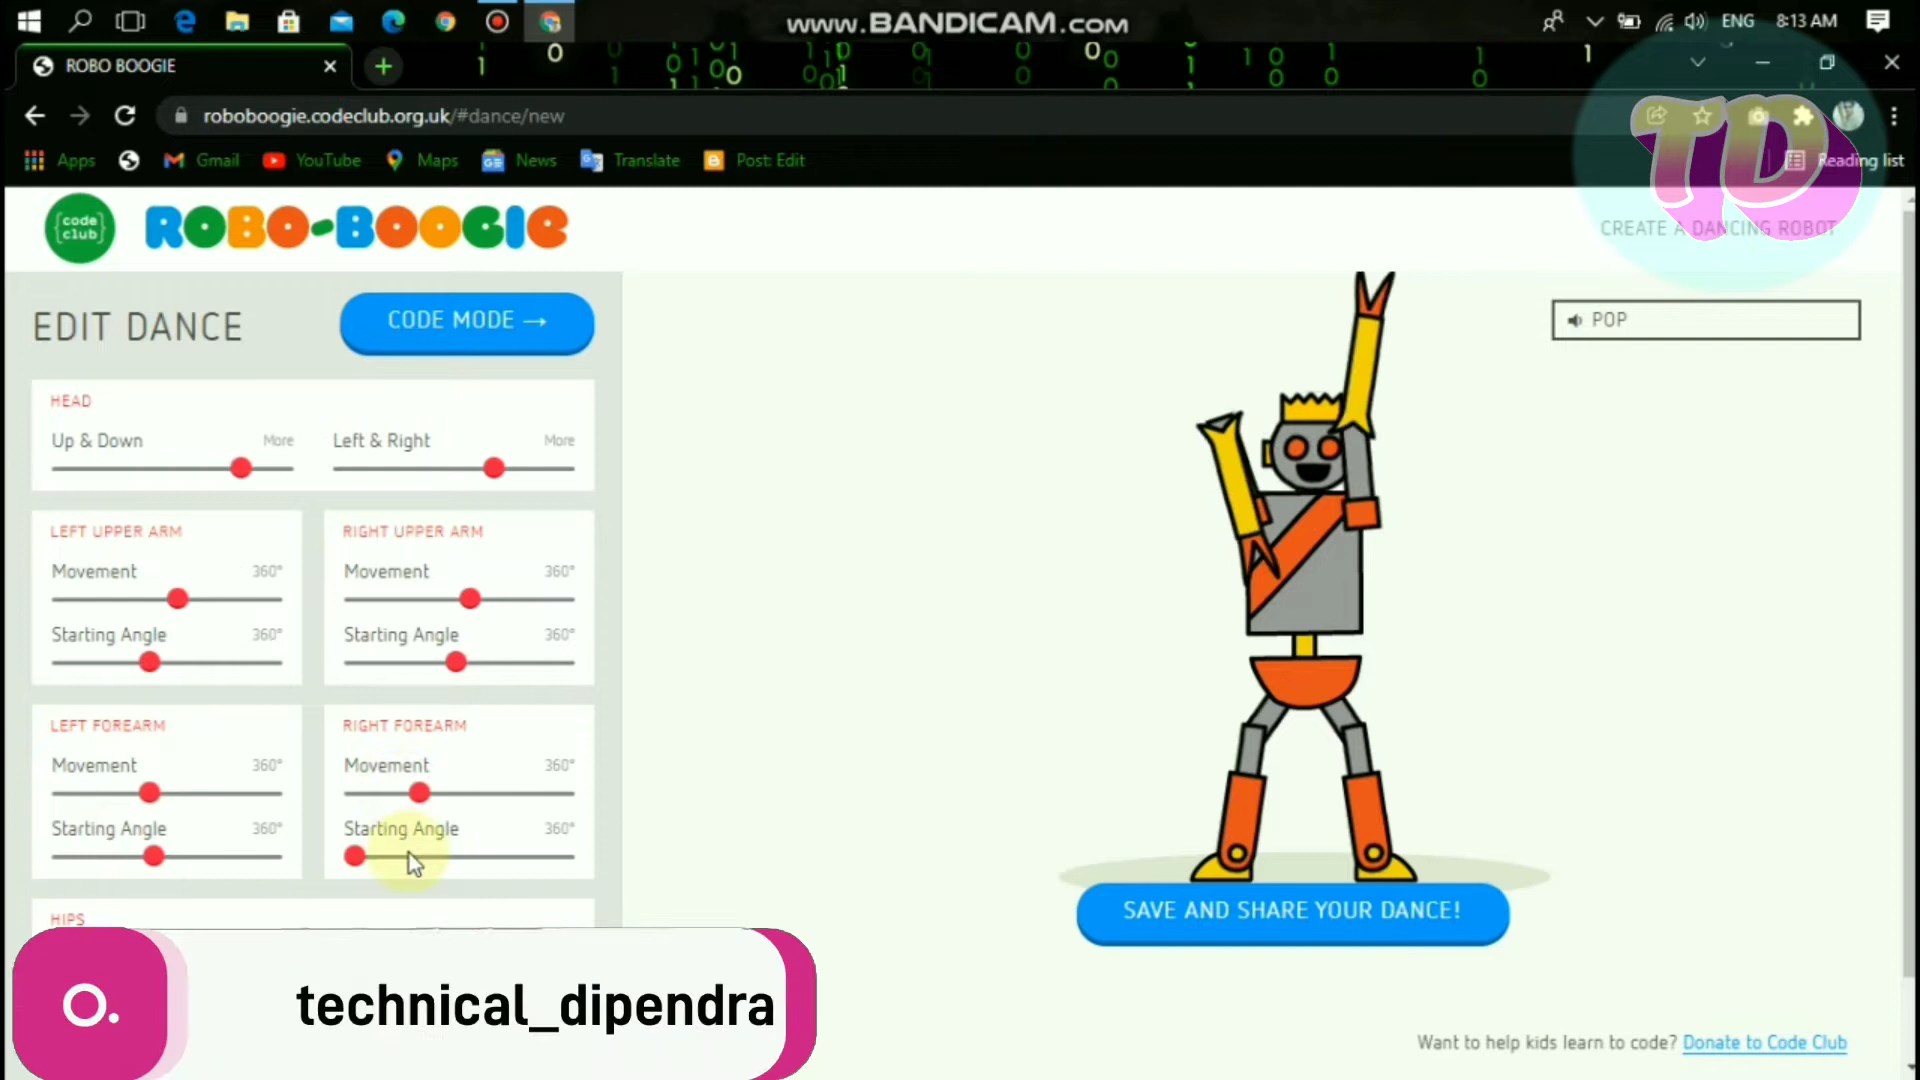 www.BANDICAM.com
ENG
8:13 AM
ROBO BOOGIE
roboboogie.codeclub.org.uk/#dance/new
Apps
Gmail
YouTube
Maps
News
Translate
Post: Edit
Reading list
TD
{code club}
ROBO-BOOGIE
CREATE A DANCING ROBOT
EDIT DANCE
CODE MODE →
POP
HEAD
Up & Down More
Left & Right More
LEFT UPPER ARM
Movement 360°
Starting Angle 360°
RIGHT UPPER ARM
Movement 360°
Starting Angle 360°
LEFT FOREARM
Movement 360°
Starting Angle 360°
RIGHT FOREARM
Movement 360°
Starting Angle 360°
HIPS
SAVE AND SHARE YOUR DANCE!
technical_dipendra
Want to help kids learn to code? Donate to Code Club